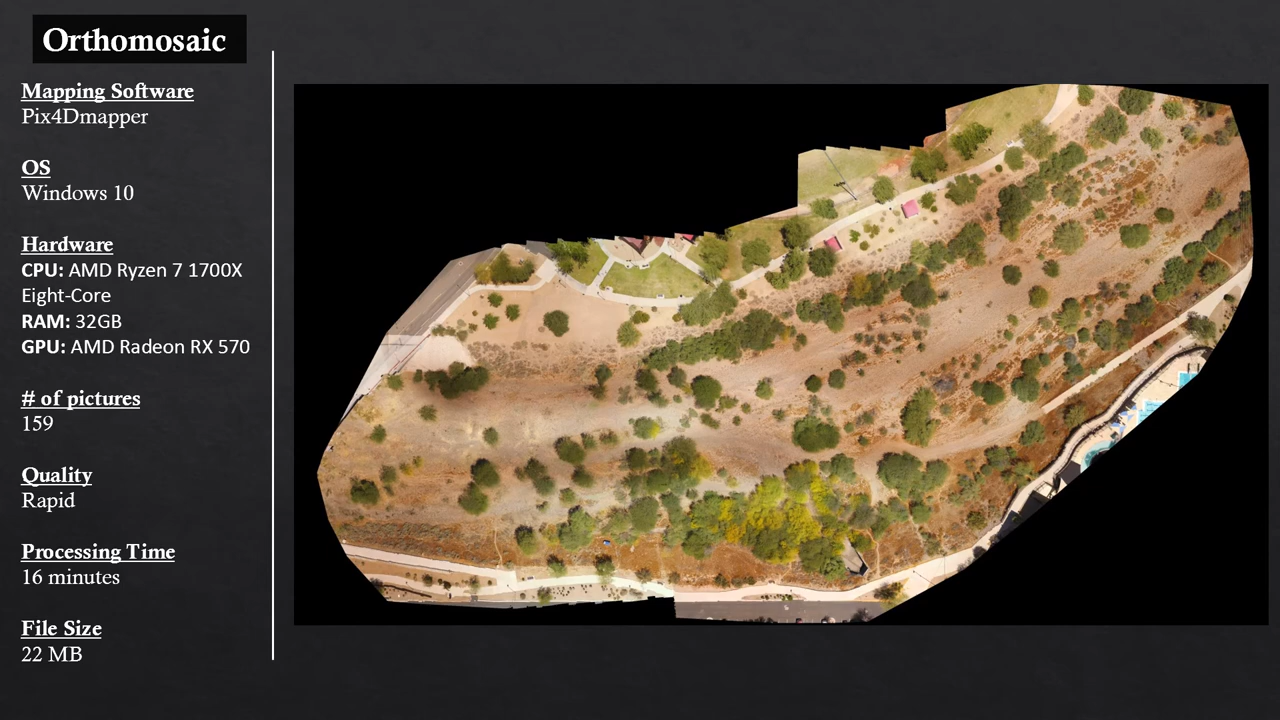 Orthomosaic
Mapping Software
Pix4Dmapper
OS
Windows 10
Hardware
CPU: AMD Ryzen 7 1700X
Eight-Core
RAM: 32GB
GPU: AMD Radeon RX 570
# of pictures
159
Quality
Rapid
Processing Time
16 minutes
File Size
22 MB